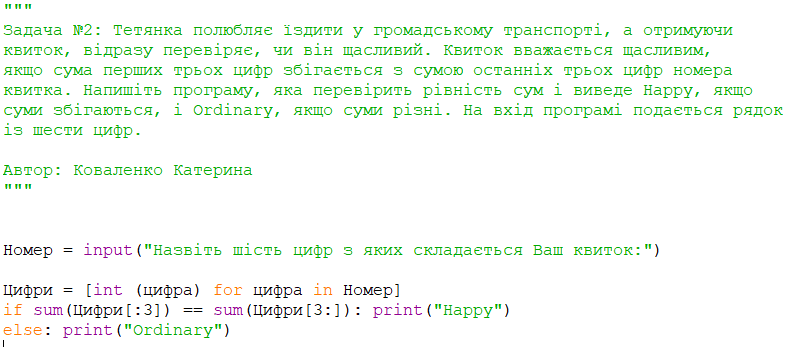 """
Задача №2: Тетянка полюбляє їздити у громадському транспорті, а отримуючи
квиток, відразу перевіряє, чи він щасливий. Квиток вважається щасливим,
якщо сума перших трьох цифр збігається з сумою останніх трьох цифр номера
квитка. Напишіть програму, яка перевірить рівність сум і виведе Happy, якщо
суми збігаються, і Ordinary, якщо суми різні. На вхід програмі подається рядок
із шести цифр.
Автор: Коваленко Катерина
"""
Номер = input("Назвіть шість цифр з яких складається Ваш квиток:")
Цифри = [int (цифра) for цифра in Номер]
if sum(Цифри[:3]) == sum(Цифри[3:]): print("Happy")
else: print("Ordinary")